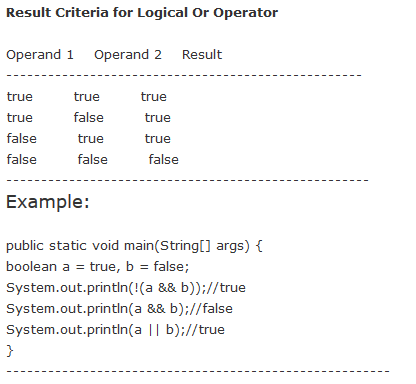 Result Criteria for Logical Or Operator
Operand 1 Operand 2 Result
----------------------------------------------------
true true true
true false true
false true true
false false false
-----------------------------------------------------
Example:
public static void main(String[] args) {
boolean a = true, b = false;
System.out.println(!(a && b));//true
System.out.println(a && b);//false
System.out.println(a || b);//true
}
--------------------------------------------------------